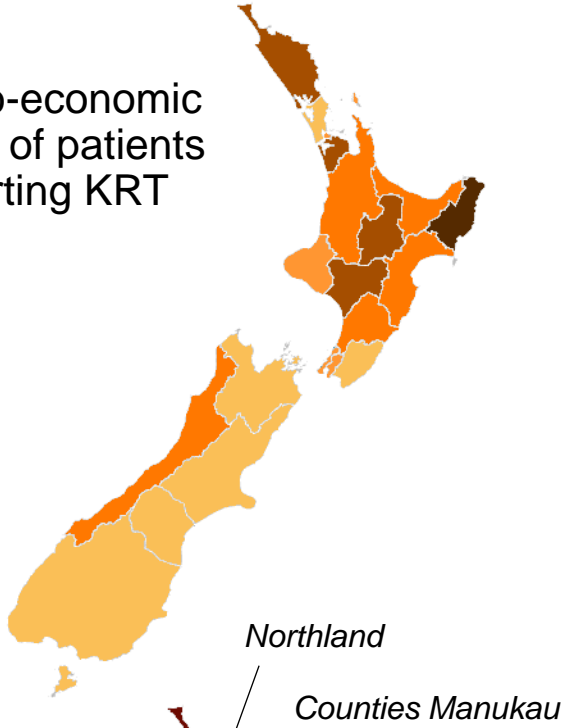 -economic
of patients
rting KRT
Northland
Counties Manukau